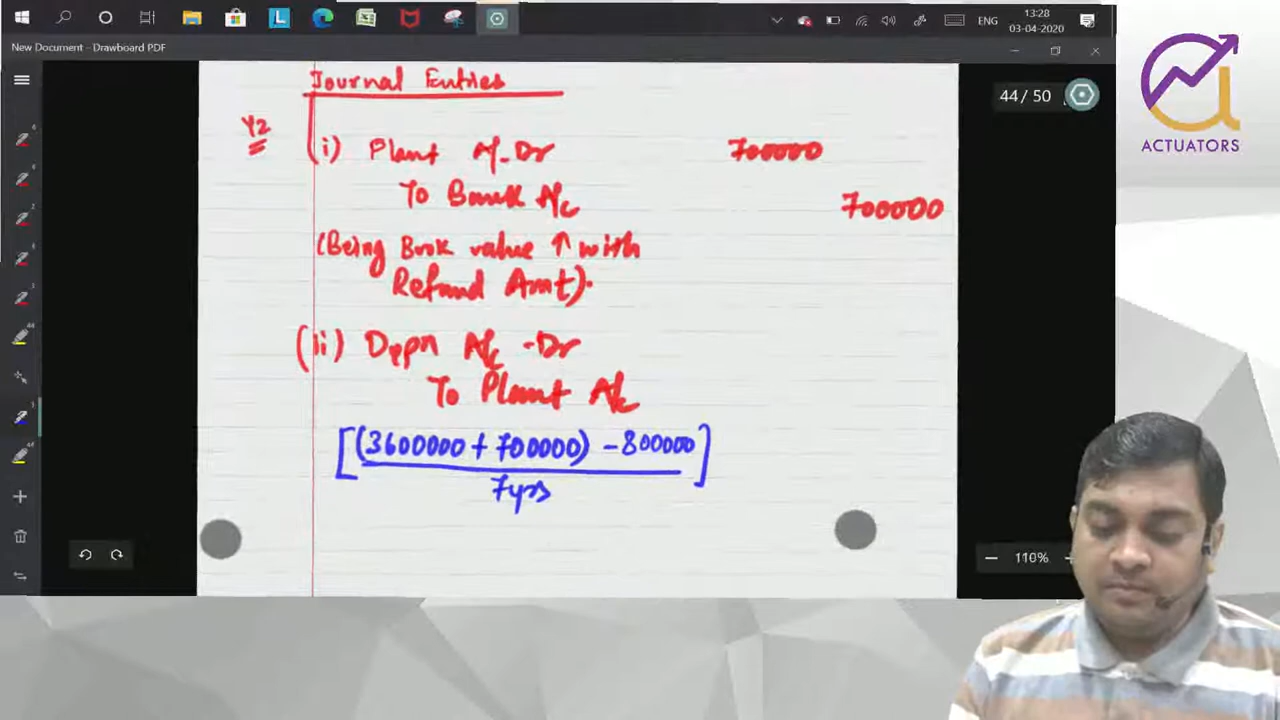 13:28
ENG
03-04-2020
New Document - Drawboard PDF
44 / 50
ACTUATORS
Journal Entries
Y2
(i) Plant A/c - Dr 700000
To Bank A/c 700000
(Being Book value ↑ with
Refund Amt).
(ii) Depn A/c - Dr
To Plant A/c
[(3600000 + 700000) - 800000]
7yrs
110%